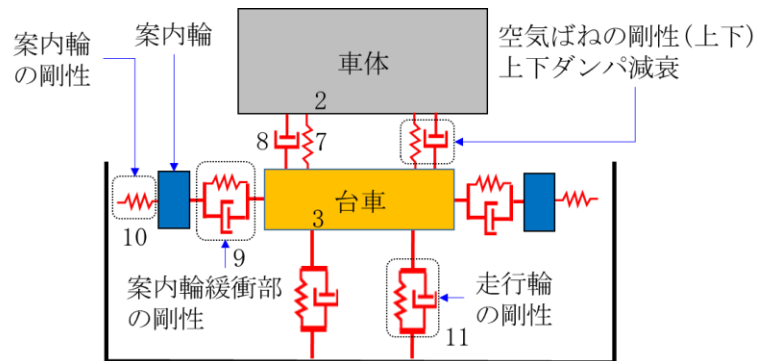 案内輪
の剛性
案内輪
車体
2
空気ばねの剛性(上下)
上下ダンパ減衰
8
7
台車
3
10
9
案内輪緩衝部
の剛性
11
走行輪
の剛性